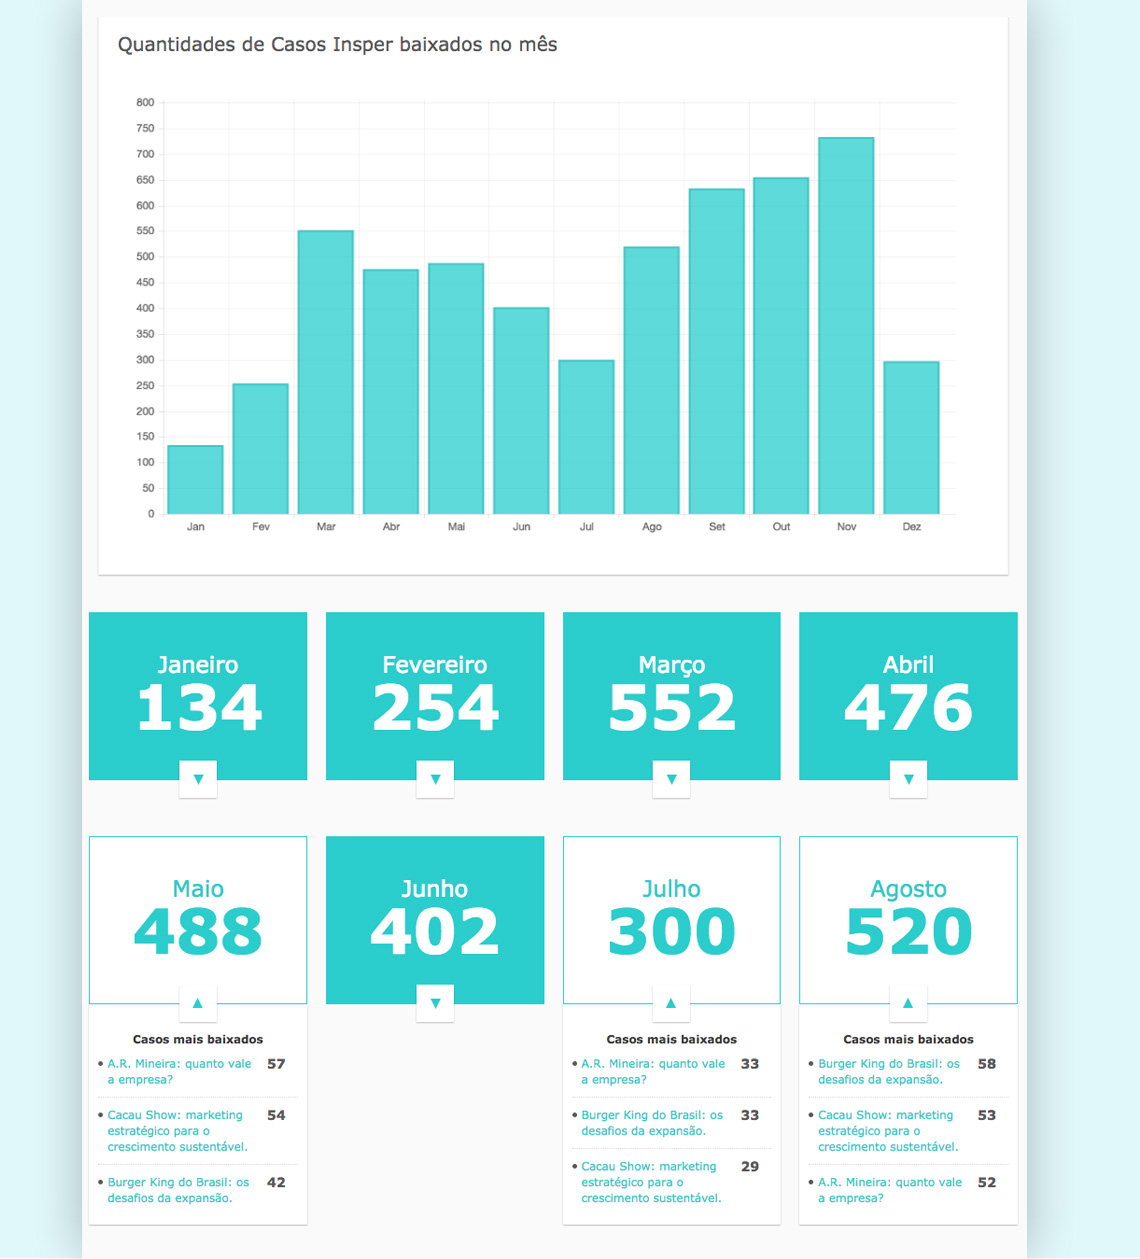 Quantidades de Casos Insper baixados no mês
800
750
700
650
600
550
500
450
400
350
300
250
200
150
100
50
0
Jan Fev Mar Abr Mai Jun Jul Ago Set Out Nov Dez
Janeiro
134
▼
Fevereiro
254
▼
Março
552
▼
Abril
476
▼
Maio
488
▲
Casos mais baixados
• A.R. Mineira: quanto vale 57
a empresa?
• Cacau Show: marketing 54
estratégico para o
crescimento sustentável.
• Burger King do Brasil: os 42
desafios da expansão.
Junho
402
▼
Julho
300
▲
Casos mais baixados
• A.R. Mineira: quanto vale 33
a empresa?
• Burger King do Brasil: os 33
desafios da expansão.
• Cacau Show: marketing 29
estratégico para o
crescimento sustentável.
Agosto
520
▲
Casos mais baixados
• Burger King do Brasil: os 58
desafios da expansão.
• Cacau Show: marketing 53
estratégico para o
crescimento sustentável.
• A.R. Mineira: quanto vale 52
a empresa?